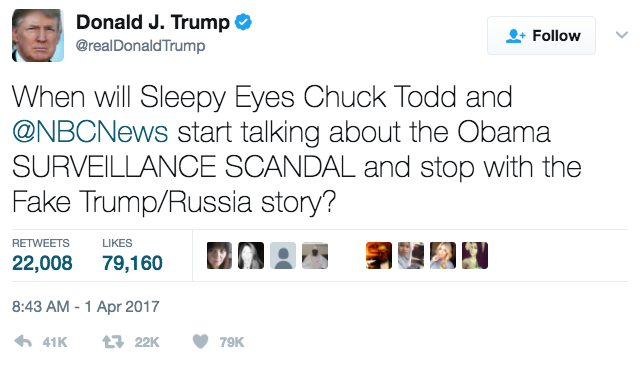 Donald J. Trump
@realDonaldTrump
Follow
When will Sleepy Eyes Chuck Todd and
@NBCNews start talking about the Obama
SURVEILLANCE SCANDAL and stop with the
Fake Trump/Russia story?
RETWEETS LIKES
22,008 79,160
8:43 AM - 1 Apr 2017
41K 22K 79K